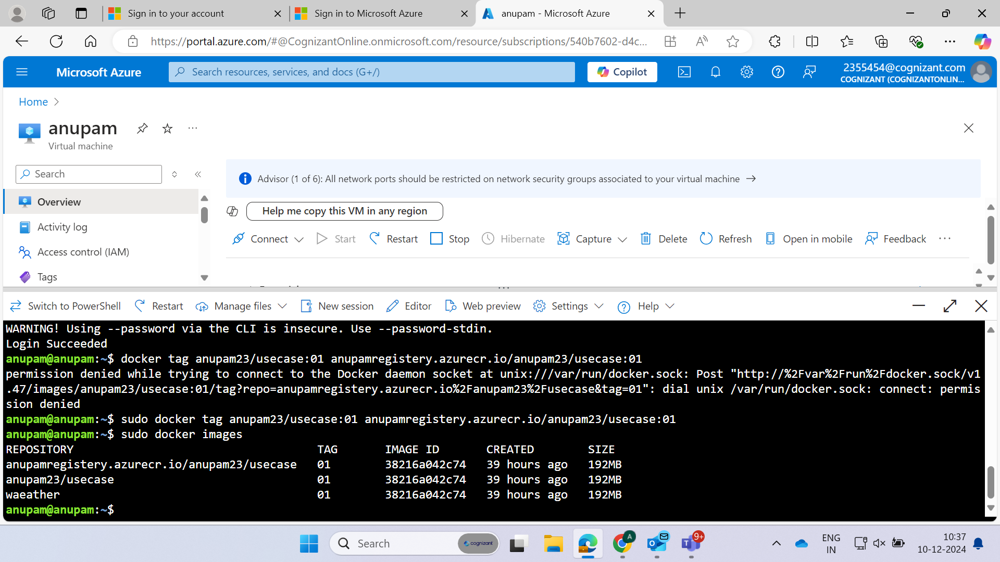 Sign in to your account
Sign in to Microsoft Azure
anupam - Microsoft Azure
https://portal.azure.com/#@CognizantOnline.onmicrosoft.com/resource/subscriptions/540b7602-d4c...
Microsoft Azure
Search resources, services, and docs (G+/)
Copilot
2355454@cognizant.com
COGNIZANT (COGNIZANTONLIN...
Home
anupam
Virtual machine
Search
Advisor (1 of 6): All network ports should be restricted on network security groups associated to your virtual machine
Help me copy this VM in any region
Overview
Activity log
Access control (IAM)
Tags
Connect
Start
Restart
Stop
Hibernate
Capture
Delete
Refresh
Open in mobile
Feedback
Switch to PowerShell
Restart
Manage files
New session
Editor
Web preview
Settings
Help
WARNING! Using --password via the CLI is insecure. Use --password-stdin.
Login Succeeded
anupam@anupam:~$ docker tag anupam23/usecase:01 anupamregistery.azurecr.io/anupam23/usecase:01
permission denied while trying to connect to the Docker daemon socket at unix:///var/run/docker.sock: Post "http://%2Fvar%2Frun%2Fdocker.sock/v1
.47/images/anupam23/usecase:01/tag?repo=anupamregistery.azurecr.io%2Fanupam23%2Fusecase&tag=01": dial unix /var/run/docker.sock: connect: permis
sion denied
anupam@anupam:~$ sudo docker tag anupam23/usecase:01 anupamregistery.azurecr.io/anupam23/usecase:01
anupam@anupam:~$ sudo docker images
REPOSITORY TAG IMAGE ID CREATED SIZE
anupamregistery.azurecr.io/anupam23/usecase 01 38216a042c74 39 hours ago 192MB
anupam23/usecase 01 38216a042c74 39 hours ago 192MB
waeather 01 38216a042c74 39 hours ago 192MB
anupam@anupam:~$
Search
cognizant
A
9+
ENG
IN
10:37
10-12-2024